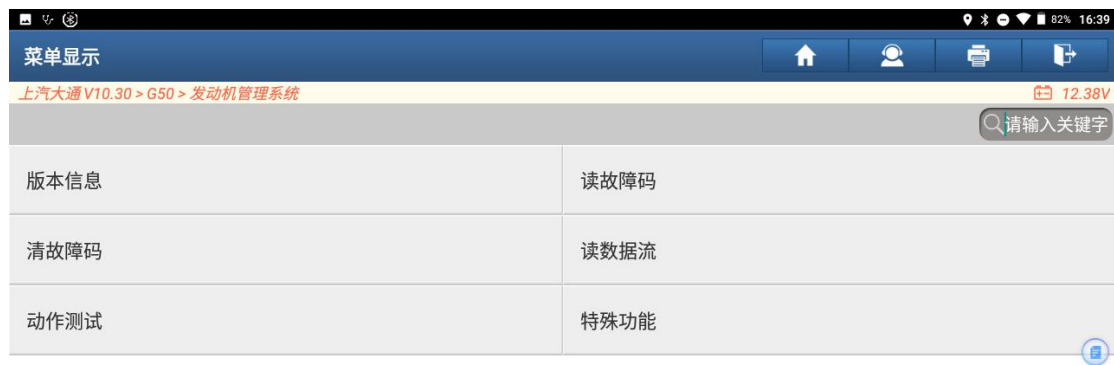 82% 16:39
菜单显示
上汽大通 V10.30 > G50 > 发动机管理系统 12.38V
请输入关键字
版本信息 读故障码
清故障码 读数据流
动作测试 特殊功能